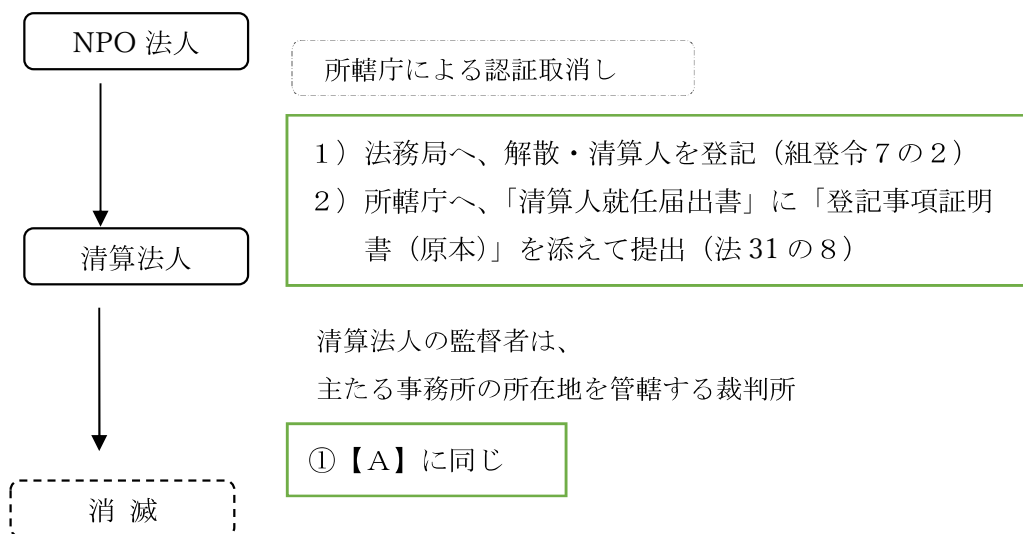 NPO 法人
所轄庁による認証取消し
１）法務局へ、解散・清算人を登記（組登令７の２）
２）所轄庁へ、「清算人就任届出書」に「登記事項証明
書（原本）」を添えて提出（法 31 の８）
清算法人
清算法人の監督者は、
主たる事務所の所在地を管轄する裁判所
①【Ａ】に同じ
消 滅